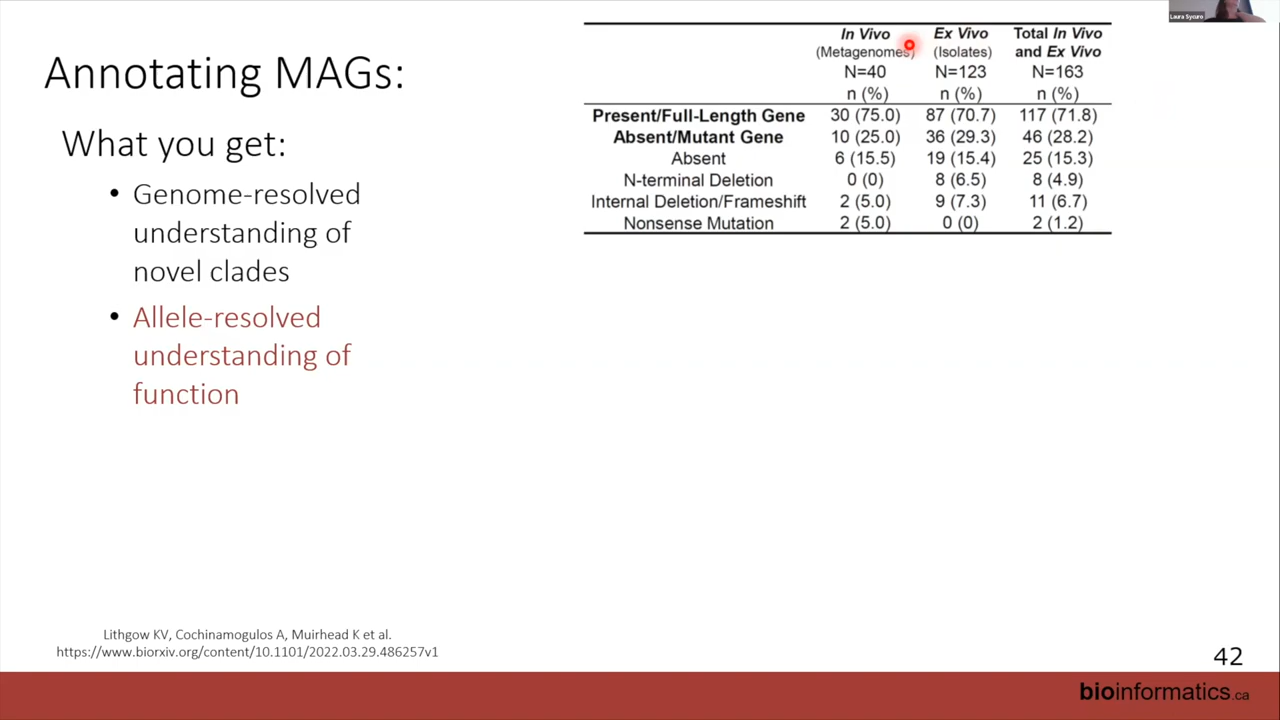 Laura Sycuro
Annotating MAGs:
What you get:
• Genome-resolved
understanding of
novel clades
• Allele-resolved
understanding of
function
In Vivo Ex Vivo Total In Vivo
(Metagenomes) (Isolates) and Ex Vivo
N=40 N=123 N=163
n (%) n (%) n (%)
Present/Full-Length Gene 30 (75.0) 87 (70.7) 117 (71.8)
Absent/Mutant Gene 10 (25.0) 36 (29.3) 46 (28.2)
Absent 6 (15.5) 19 (15.4) 25 (15.3)
N-terminal Deletion 0 (0) 8 (6.5) 8 (4.9)
Internal Deletion/Frameshift 2 (5.0) 9 (7.3) 11 (6.7)
Nonsense Mutation 2 (5.0) 0 (0) 2 (1.2)
Lithgow KV, Cochinamogulos A, Muirhead K et al.
https://www.biorxiv.org/content/10.1101/2022.03.29.486257v1
42
bioinformatics.ca